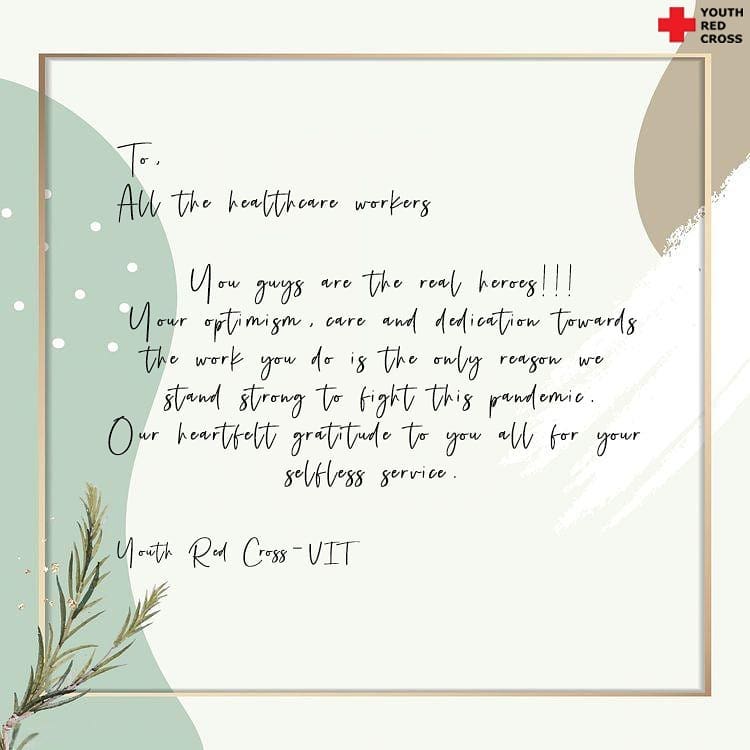 YOUTH
RED
CROSS
To,
All the healthcare workers
You guys are the real heroes!!!
Your optimism, care and dedication towards
the work you do is the only reason we
stand strong to fight this pandemic.
Our heartfelt gratitude to you all for your
selfless service.
Youth Red Cross-VIT